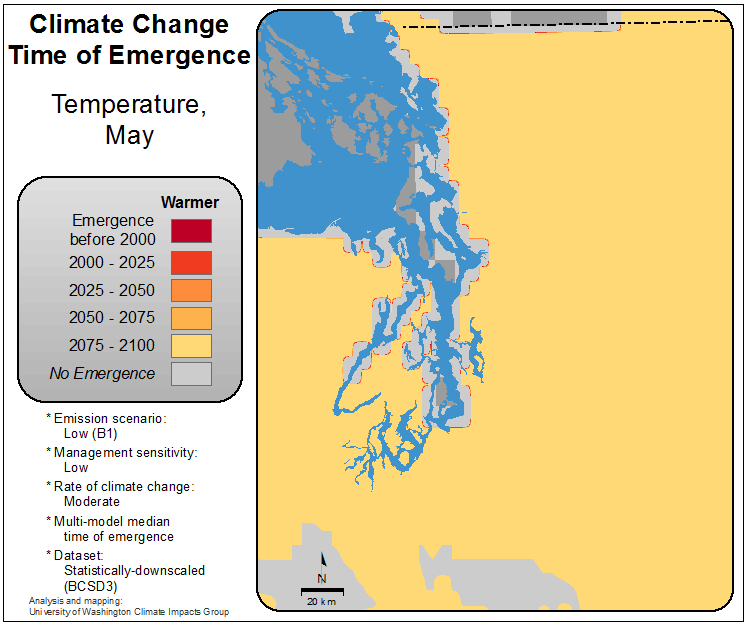 Climate Change
Time of Emergence
Temperature,
May
Warmer
Emergence
before 2000
2000 - 2025
2025 - 2050
2050 - 2075
2075 - 2100
No Emergence
* Emission scenario:
Low (B1)
* Management sensitivity:
Low
* Rate of climate change:
Moderate
* Multi-model median
time of emergence
* Dataset:
Statistically-downscaled
(BCSD3)
Analysis and mapping:
University of Washington Climate Impacts Group
N
20 km